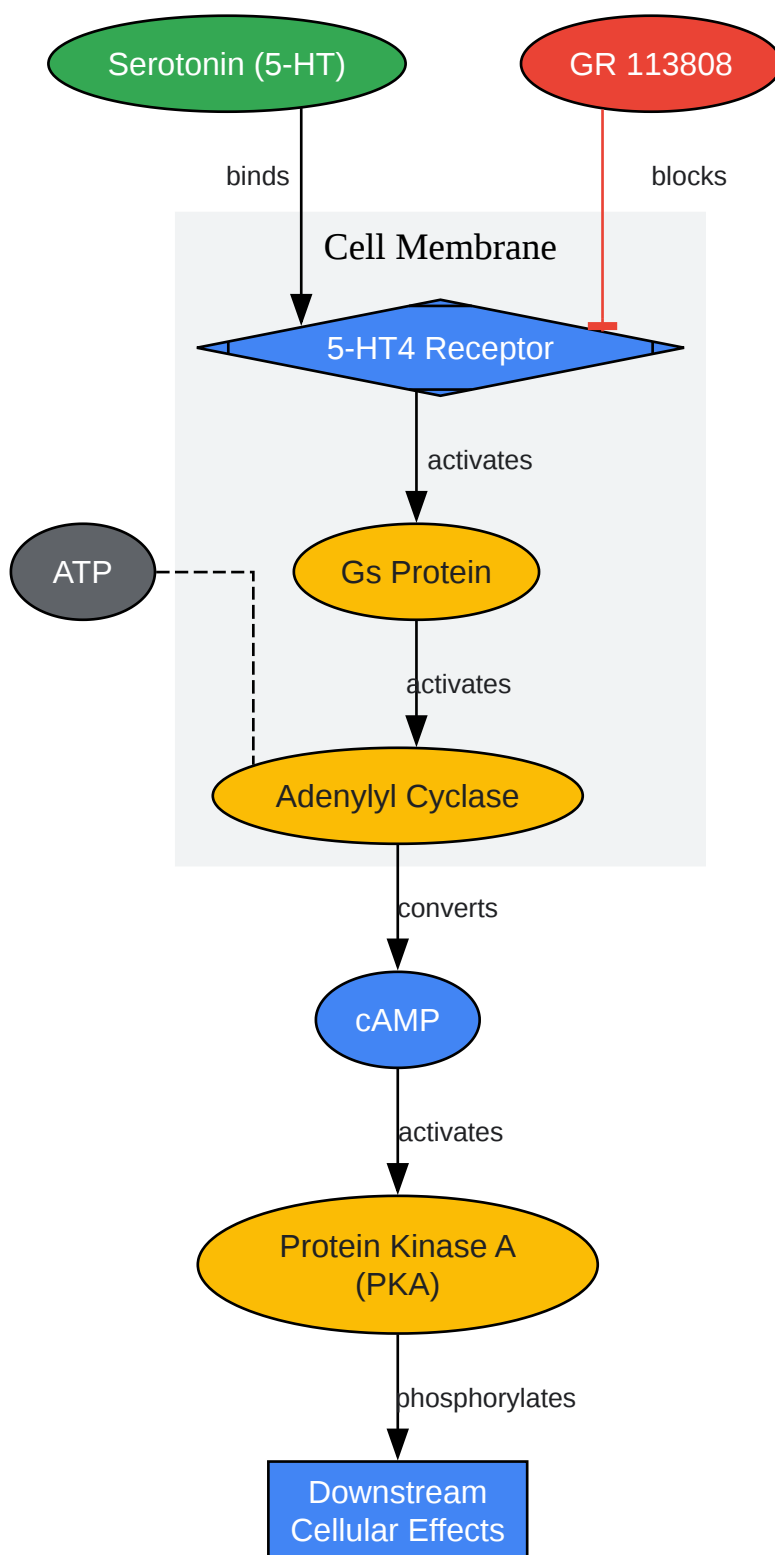 Serotonin (5-HT)
GR 113808
binds
blocks
Cell Membrane
5-HT4 Receptor
activates
ATP
Gs Protein
activates
Adenylyl Cyclase
converts
cAMP
activates
Protein Kinase A
(PKA)
phosphorylates
Downstream
Cellular Effects